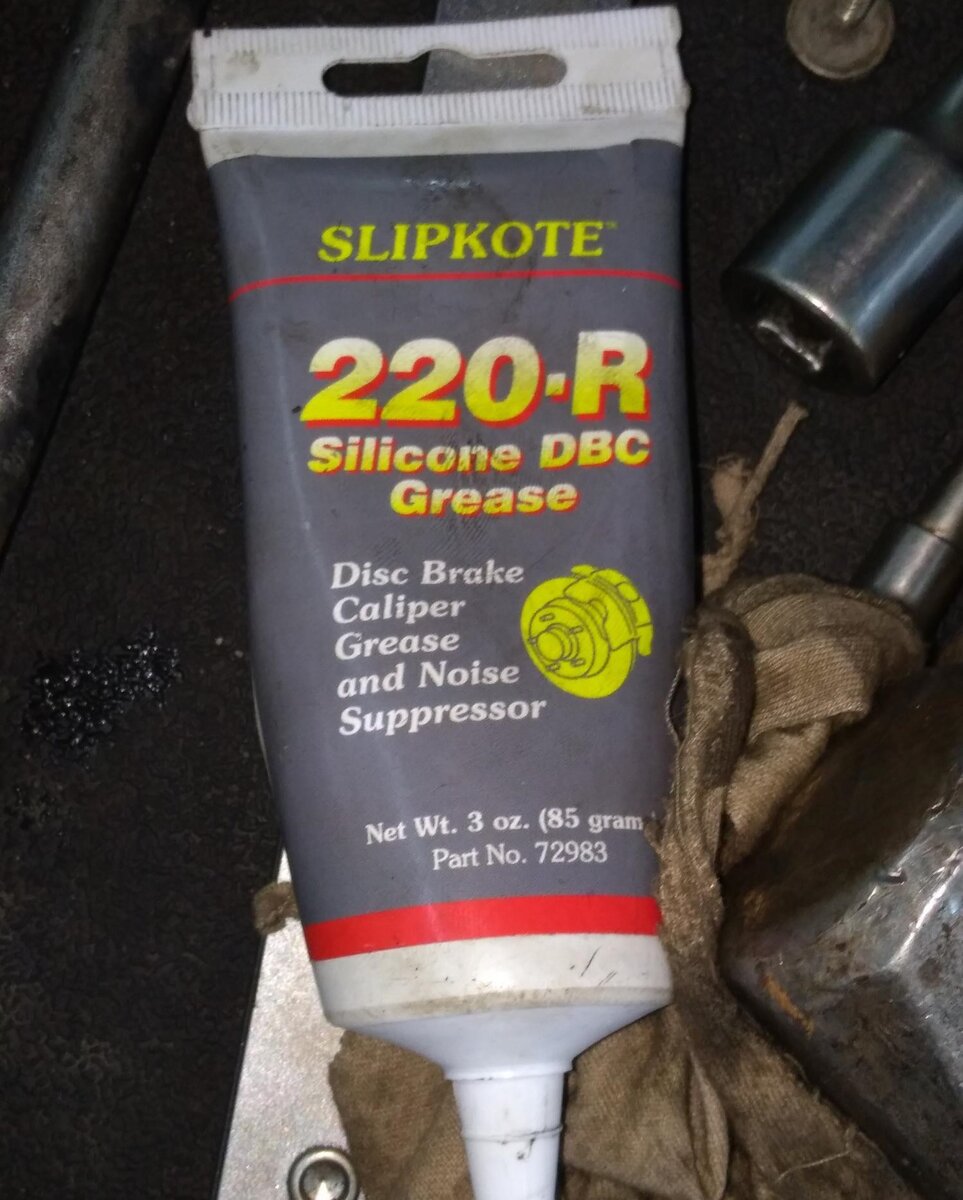 SLIPKOTE™
220-R
Silicone DBC
Grease
Disc Brake
Caliper
Grease
and Noise
Suppressor
Net Wt. 3 oz. (85 gram
Part No. 72983